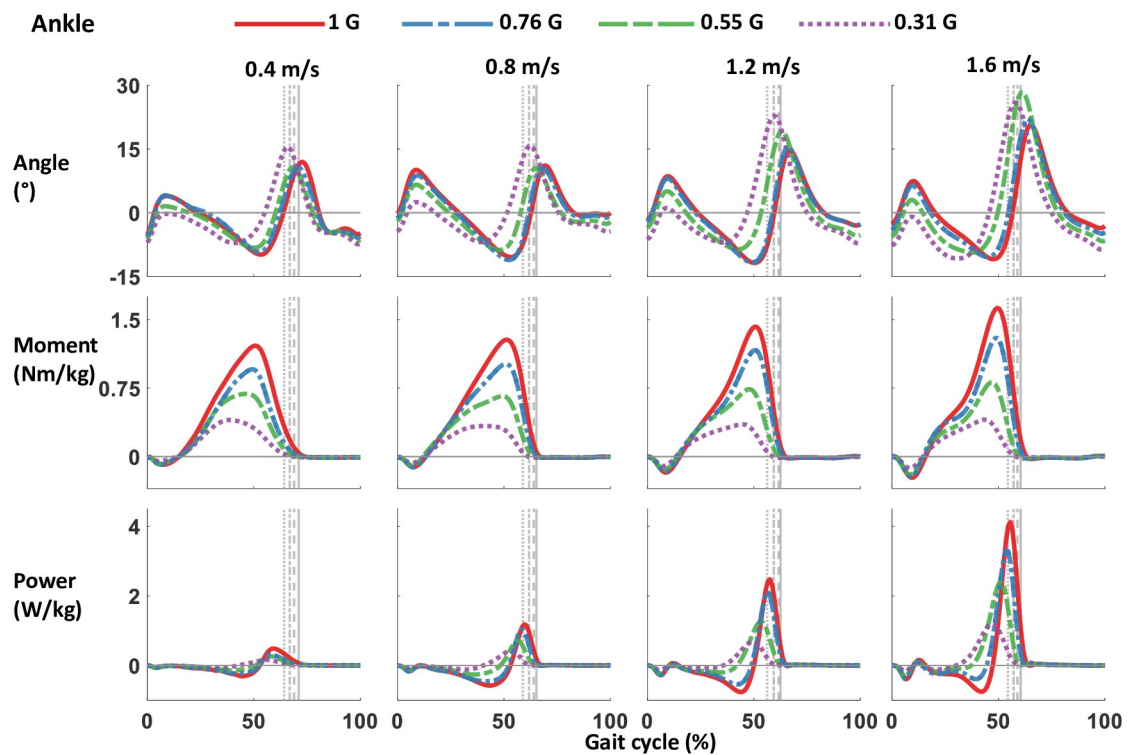 Ankle
1 G 0.76 G 0.55 G 0.31 G
0.4 m/s 0.8 m/s 1.2 m/s 1.6 m/s
30
Angle
(°)
15
0
-15
1.5
Moment
(Nm/kg)
0.75
0
4
Power
(W/kg)
2
0
0 50 100 0 50 100 0 50 100 0 50 100
Gait cycle (%)